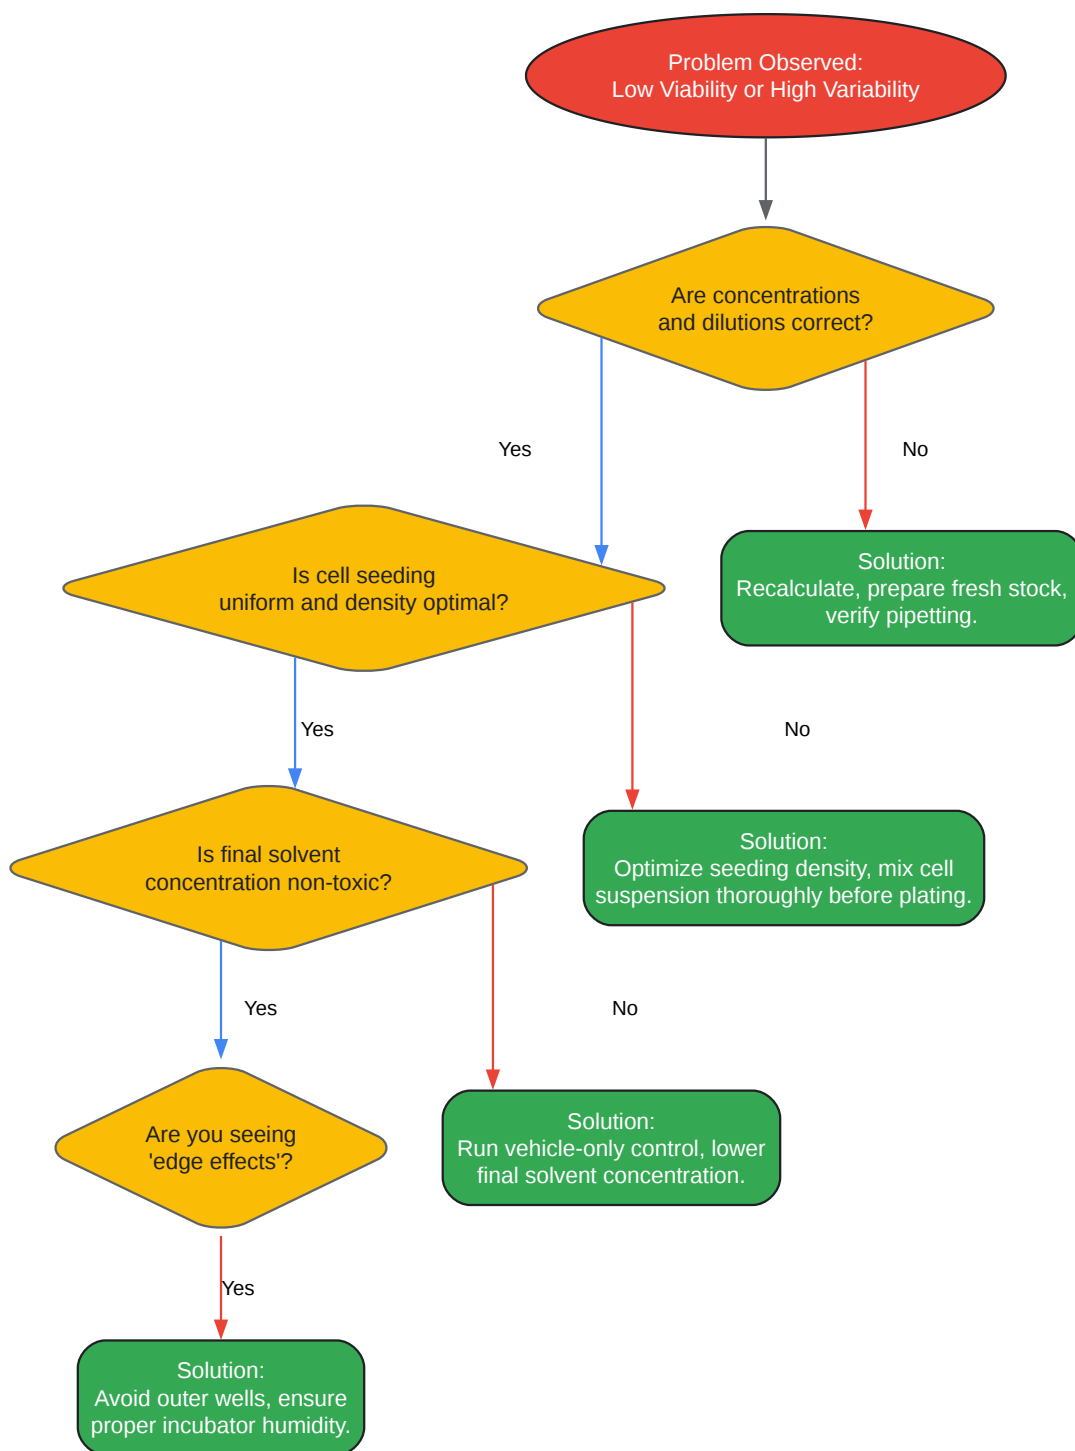 Problem Observed:
Low Viability or High Variability
Are concentrations
and dilutions correct?
Yes
No
Is cell seeding
uniform and density optimal?
Solution:
Recalculate, prepare fresh stock,
verify pipetting.
Yes
No
Is final solvent
concentration non-toxic?
Solution:
Optimize seeding density, mix cell
suspension thoroughly before plating.
Yes
No
Are you seeing
'edge effects'?
Solution:
Run vehicle-only control, lower
final solvent concentration.
Yes
Solution:
Avoid outer wells, ensure
proper incubator humidity.